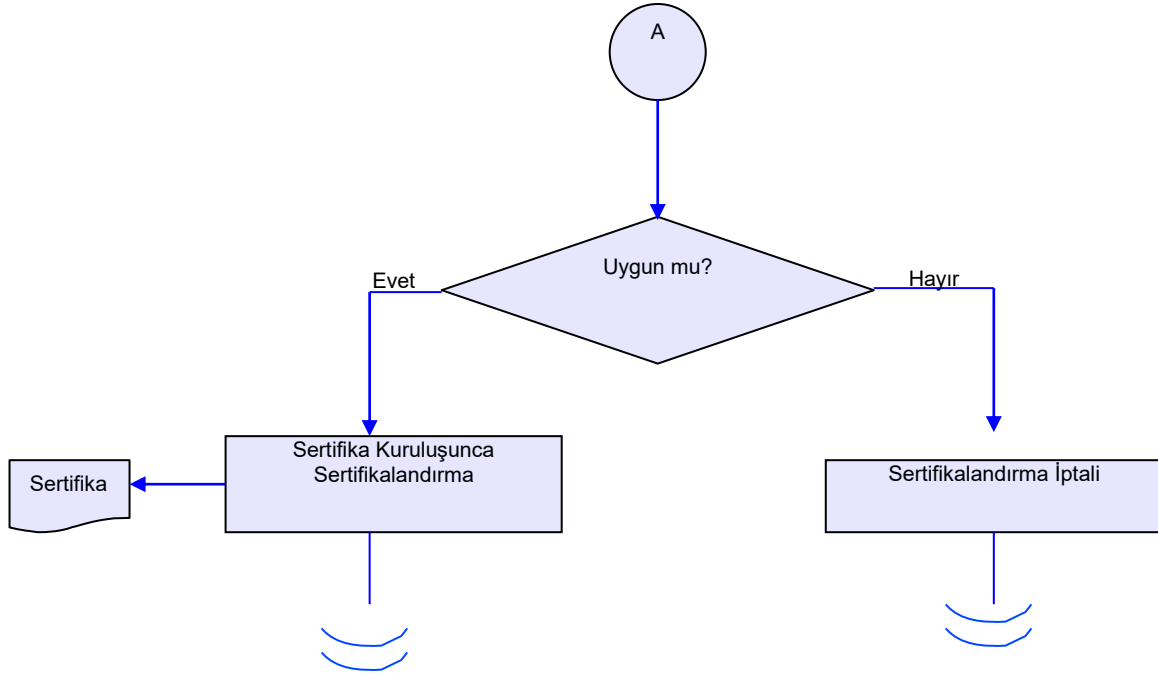 A
Uygun mu?
Evet
Hayır
Sertifika Kuruluşunca
Sertifikalandırma
Sertifika
Sertifikalandırma İptali